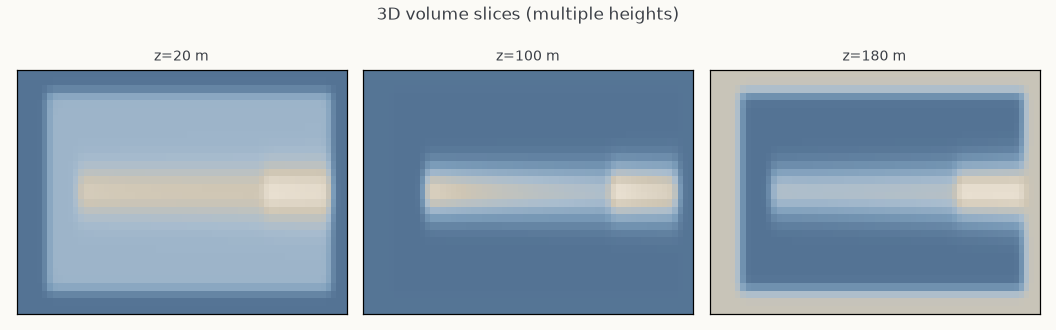 3D volume slices (multiple heights)
z=20 m
z=100 m
z=180 m